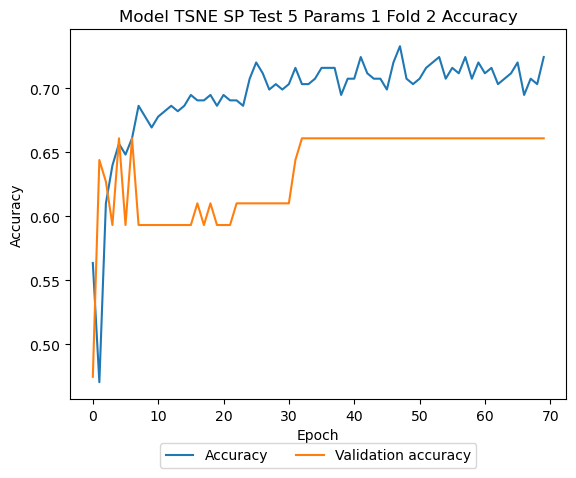 Model TSNE SP Test 5 Params 1 Fold 2 Accuracy
Accuracy
0.70
0.65
0.60
0.55
0.50
0 10 20 30 40 50 60 70
Epoch
Accuracy Validation accuracy